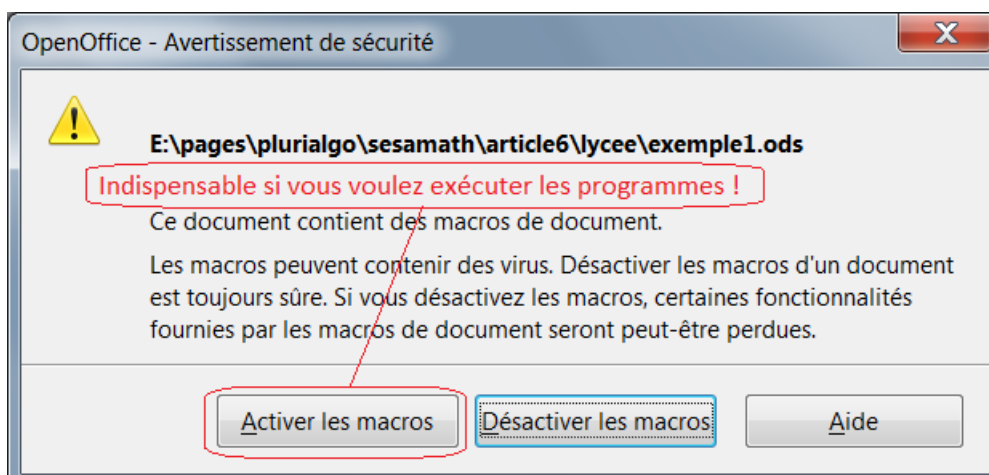 OpenOffice - Avertissement de sécurité
E:\pages\plurialgo\sesamath\article6\lycee\exemple1.ods
Indispensable si vous voulez exécuter les programmes !
Ce document contient des macros de document.
Les macros peuvent contenir des virus. Désactiver les macros d'un document
est toujours sûre. Si vous désactivez les macros, certaines fonctionnalités
fournies par les macros de document seront peut-être perdues.
Activer les macros
Désactiver les macros
Aide